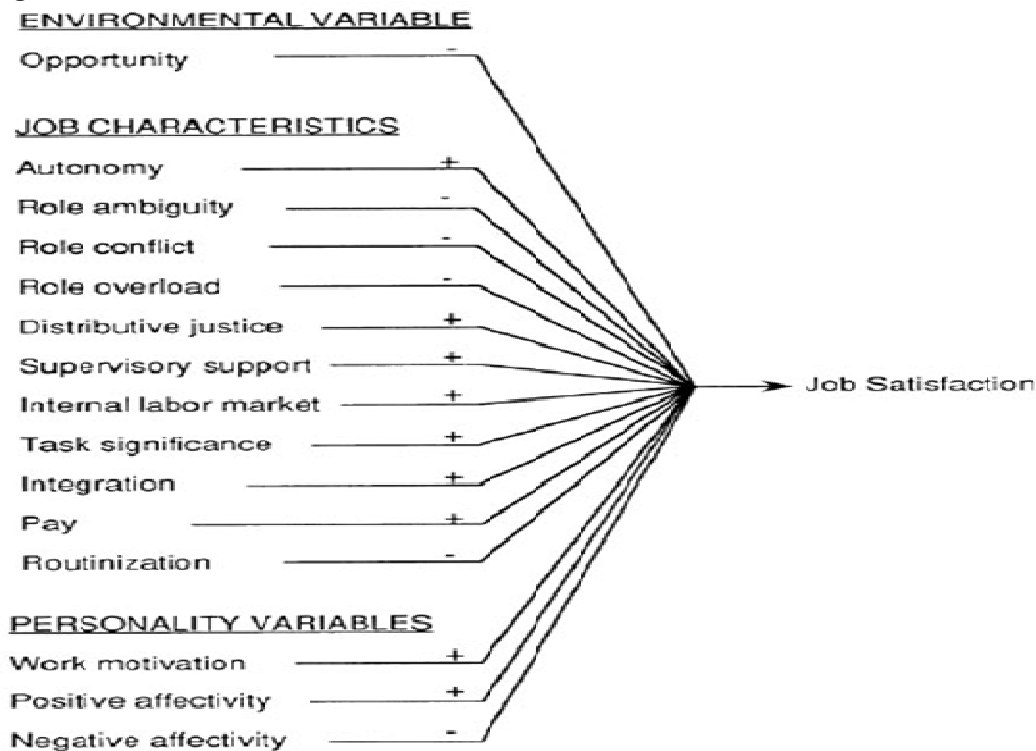 ENVIRONMENTAL VARIABLE
Opportunity -
JOB CHARACTERISTICS
Autonomy +
Role ambiguity -
Role conflict -
Role overload -
Distributive justice +
Supervisory support +
Internal labor market +
Task significance +
Integration +
Pay +
Routinization -
Job Satisfaction
PERSONALITY VARIABLES
Work motivation +
Positive affectivity +
Negative affectivity -